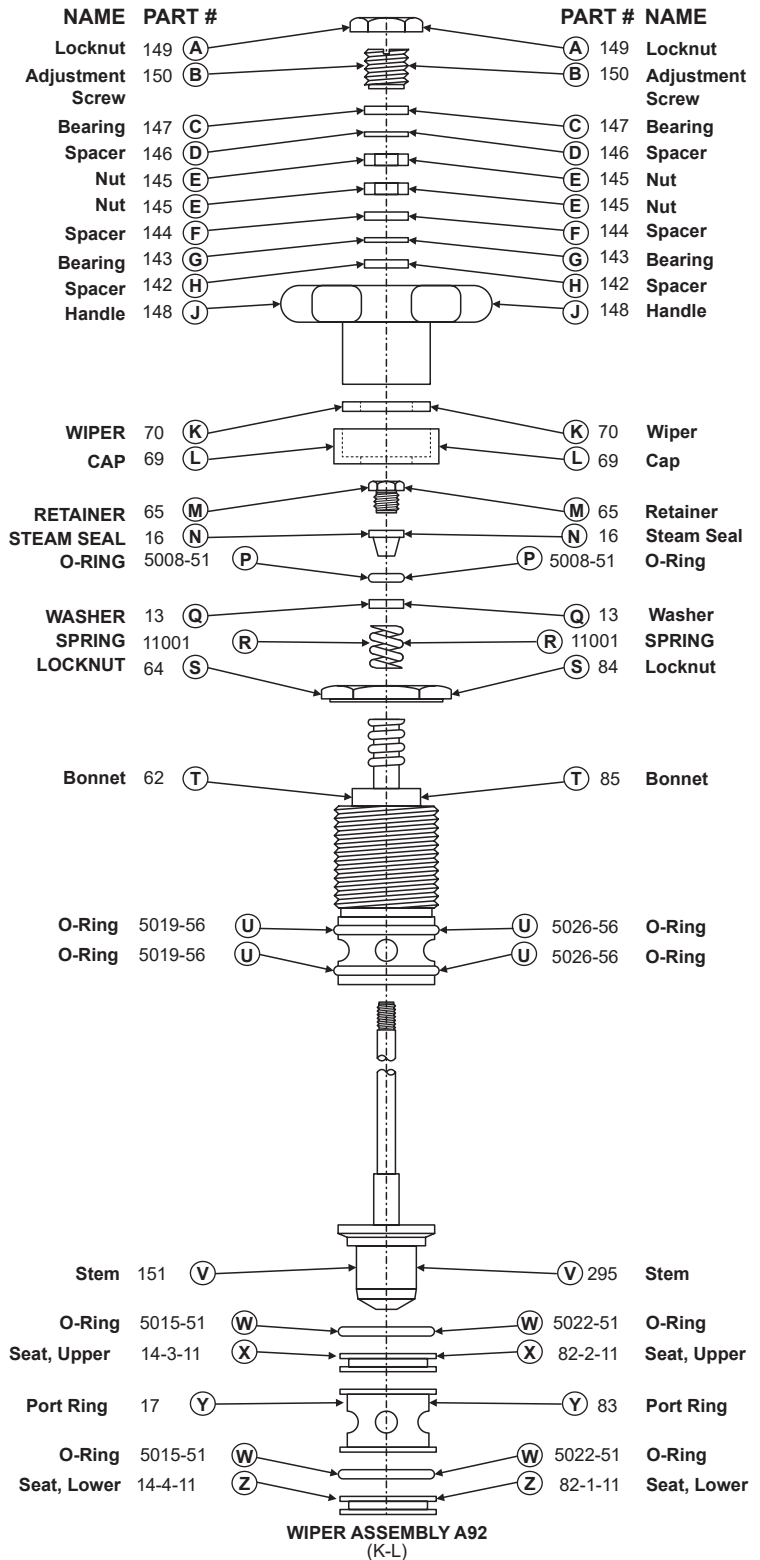 NAME PART # PART # NAME
Locknut 149 A A 149 Locknut
Adjustment 150 B B 150 Adjustment
Screw Screw
Bearing 147 C C 147 Bearing
Spacer 146 D D 146 Spacer
Nut 145 E E 145 Nut
Nut 145 E E 145 Nut
Spacer 144 F F 144 Spacer
Bearing 143 G G 143 Bearing
Spacer 142 H H 142 Spacer
Handle 148 J J 148 Handle
WIPER 70 K K 70 Wiper
CAP 69 L L 69 Cap
RETAINER 65 M M 65 Retainer
STEAM SEAL 16 N N 16 Steam Seal
O-RING 5008-51 P P 5008-51 O-Ring
WASHER 13 Q Q 13 Washer
SPRING 11001 R R 11001 SPRING
LOCKNUT 64 S S 84 Locknut
Bonnet 62 T T 85 Bonnet
O-Ring 5019-56 U U 5026-56 O-Ring
O-Ring 5019-56 U U 5026-56 O-Ring
Stem 151 V V 295 Stem
O-Ring 5015-51 W W 5022-51 O-Ring
Seat, Upper 14-3-11 X X 82-2-11 Seat, Upper
Port Ring 17 Y Y 83 Port Ring
O-Ring 5015-51 W W 5022-51 O-Ring
Seat, Lower 14-4-11 Z Z 82-1-11 Seat, Lower
WIPER ASSEMBLY A92
(K-L)